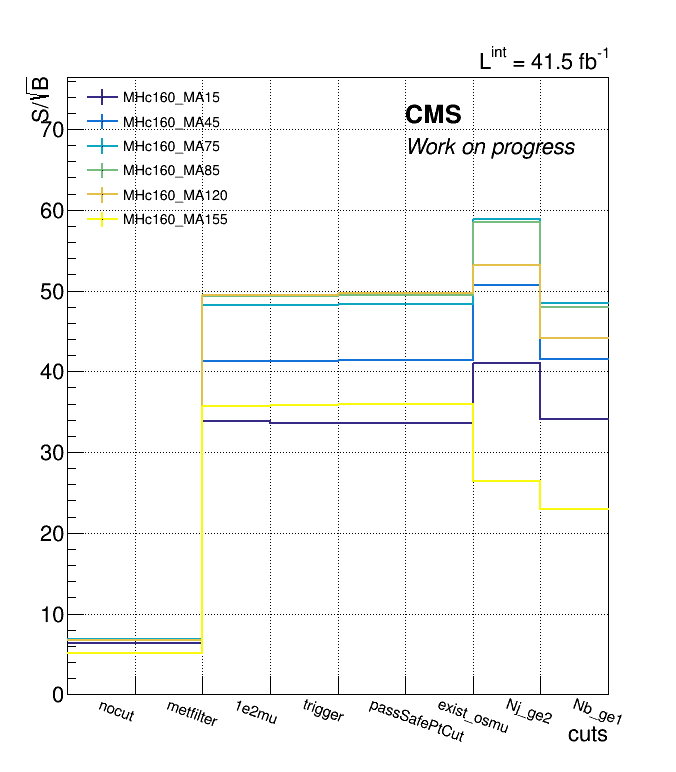 L^int = 41.5 fb^-1
S/√B
MHc160_MA15
MHc160_MA45
MHc160_MA75
MHc160_MA85
MHc160_MA120
MHc160_MA155
CMS
Work on progress
70
60
50
40
30
20
10
0
nocut
metfilter
1e2mu
trigger
passSafePtCut
exist_osmu
Nj_ge2
Nb_ge1
cuts